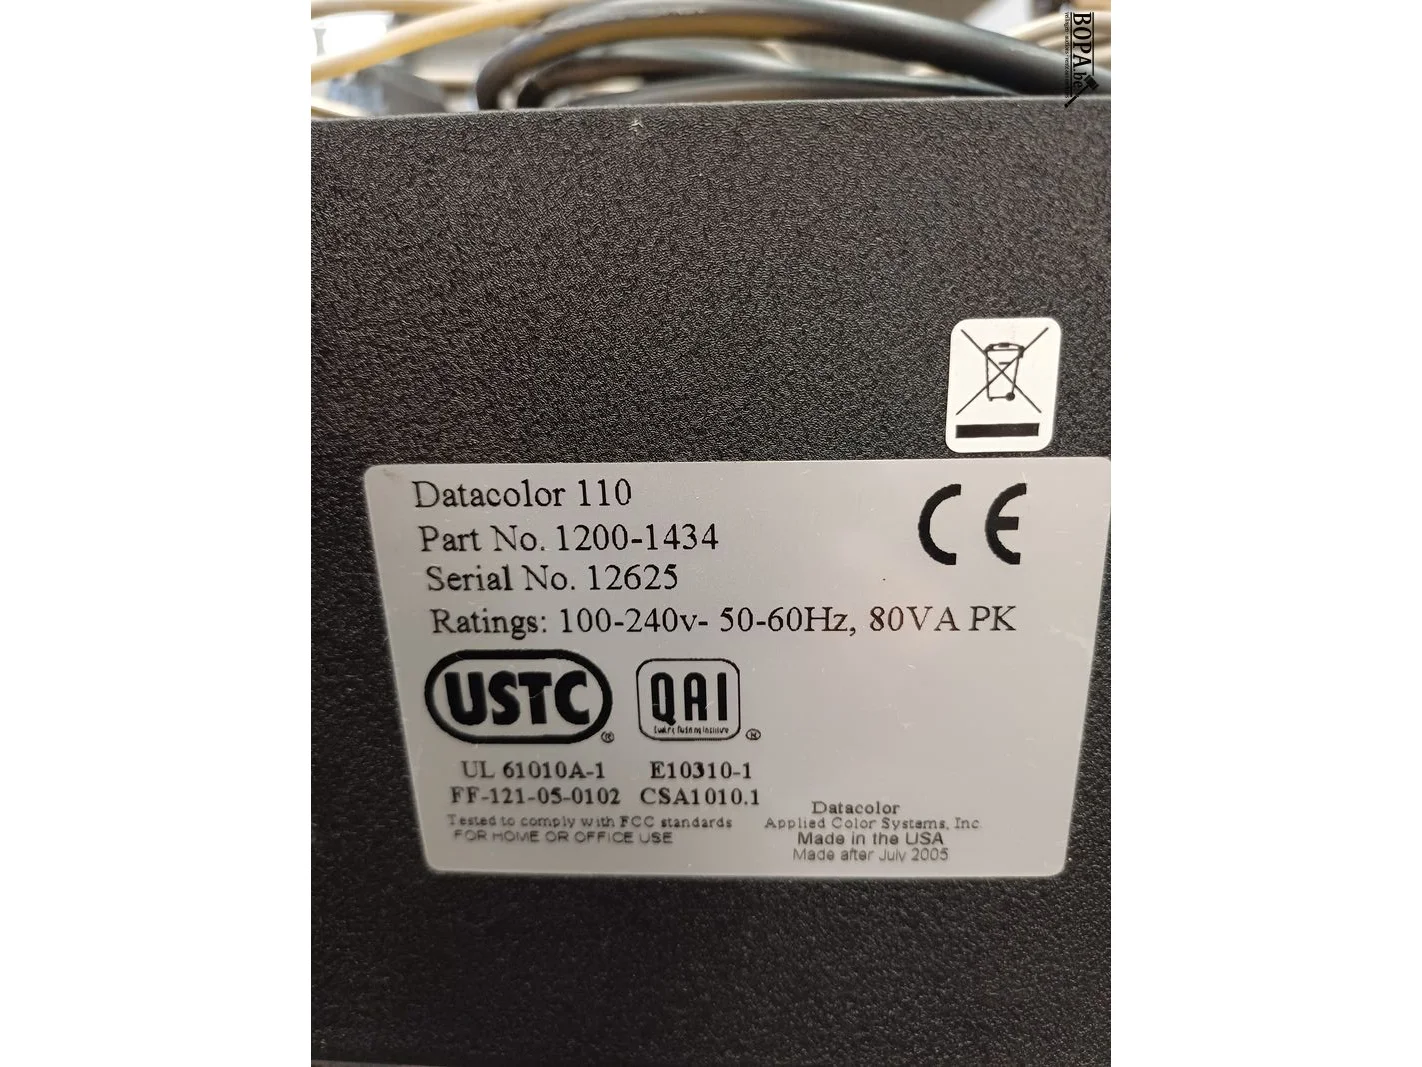 BOPA.be
Datacolor 110
Part No. 1200-1434
Serial No. 12625
Ratings: 100-240v- 50-60Hz, 80VA PK
USTC
®
QAI
®
UL 61010A-1 E10310-1
FF-121-05-0102 CSA1010.1
Tested to comply with FCC standards
FOR HOME OR OFFICE USE
Datacolor
Applied Color Systems, Inc.
Made in the USA
Made after July 2005
CE